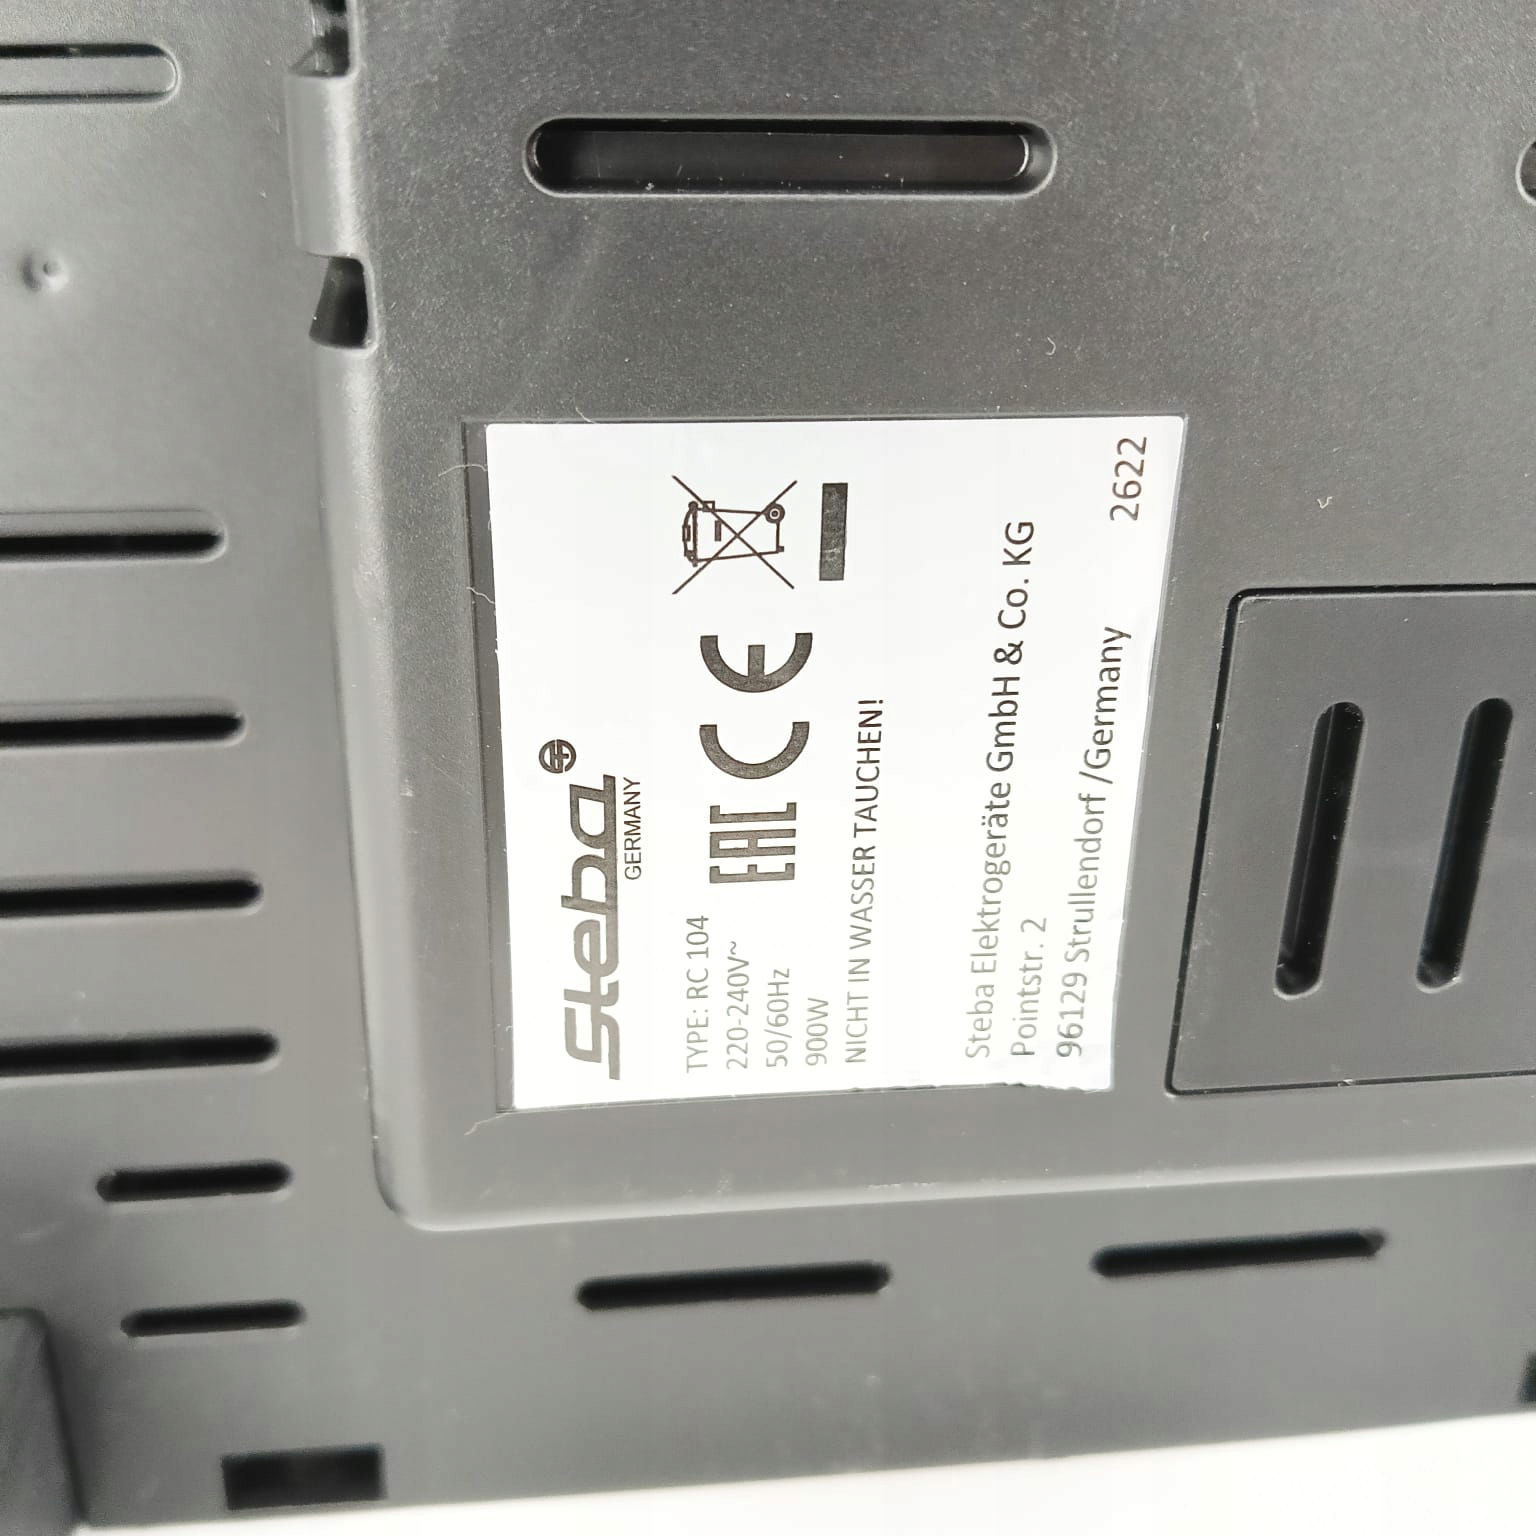 Steba
GERMANY
TYPE: RC 104
220-240V~
50/60Hz
900W
EAC CE
NICHT IN WASSER TAUCHEN!
Steba Elektrogeräte GmbH & Co. KG
Pointstr. 2
96129 Strullendorf /Germany 2622